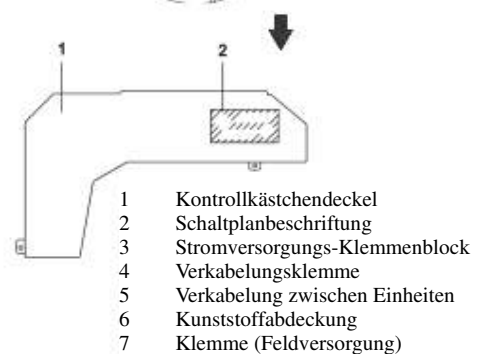 1 2
1 Kontrollkästchendeckel
2 Schaltplanbeschriftung
3 Stromversorgungs-Klemmenblock
4 Verkabelungsklemme
5 Verkabelung zwischen Einheiten
6 Kunststoffabdeckung
7 Klemme (Feldversorgung)